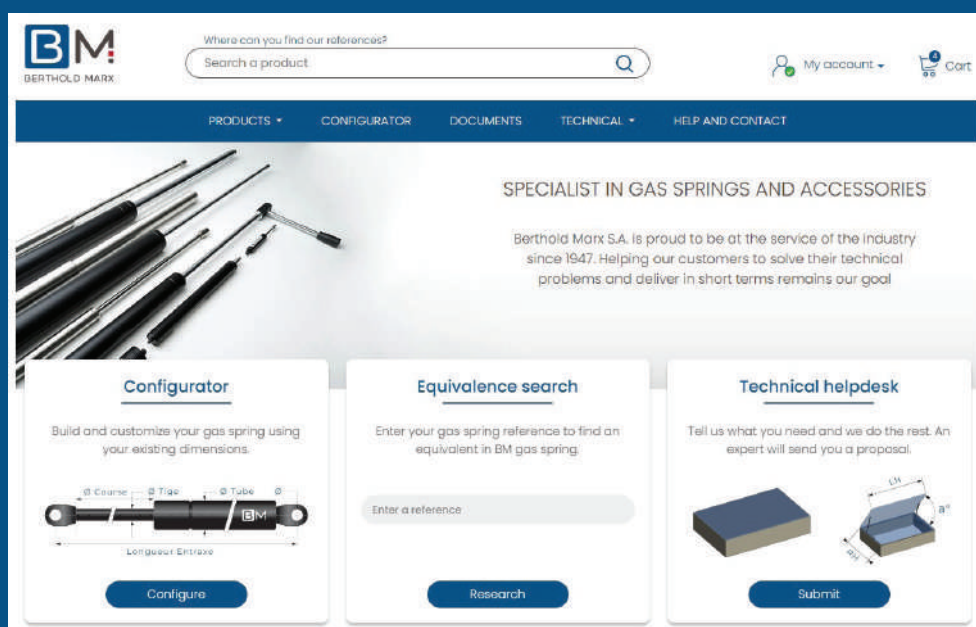 BM
BERTHOLD MARX
Where can you find our references?
Search a product
My account
4
Cart
PRODUCTS
CONFIGURATOR
DOCUMENTS
TECHNICAL
HELP AND CONTACT
SPECIALIST IN GAS SPRINGS AND ACCESSORIES
Berthold Marx S.A. is proud to be at the service of the industry
since 1947. Helping our customers to solve their technical
problems and deliver in short terms remains our goal
Configurator
Build and customize your gas spring using
your existing dimensions.
Ø Course
Ø Tige
Ø Tube
Ø
BM
Longueur Entraxe
Configure
Equivalence search
Enter your gas spring reference to find an
equivalent in BM gas spring.
Enter a reference
Research
Technical helpdesk
Tell us what you need and we do the rest. An
expert will send you a proposal.
LH
a°
RH
Submit